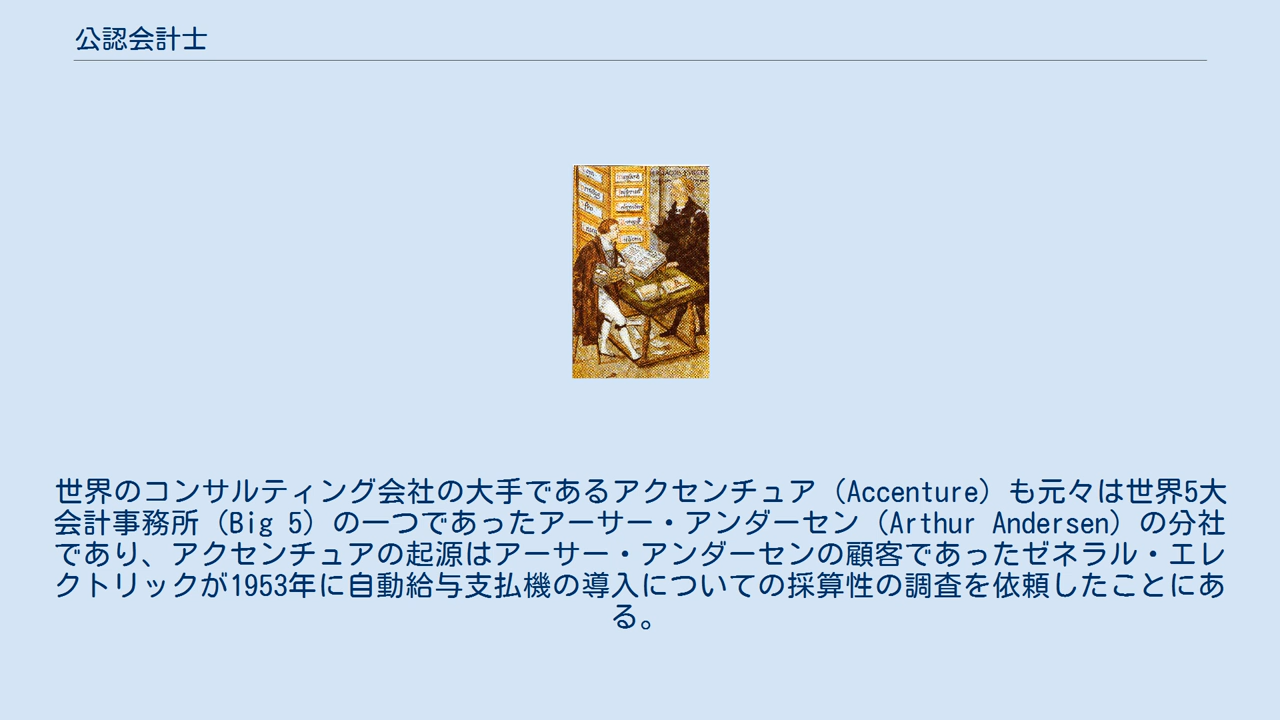 公認会計士
世界のコンサルティング会社の大手であるアクセンチュア（Accenture）も元々は世界5大
会計事務所（Big 5）の一つであったアーサー・アンダーセン（Arthur Andersen）の分社
であり、アクセンチュアの起源はアーサー・アンダーセンの顧客であったゼネラル・エレ
クトリックが1953年に自動給与支払機の導入についての採算性の調査を依頼したことにあ
る。